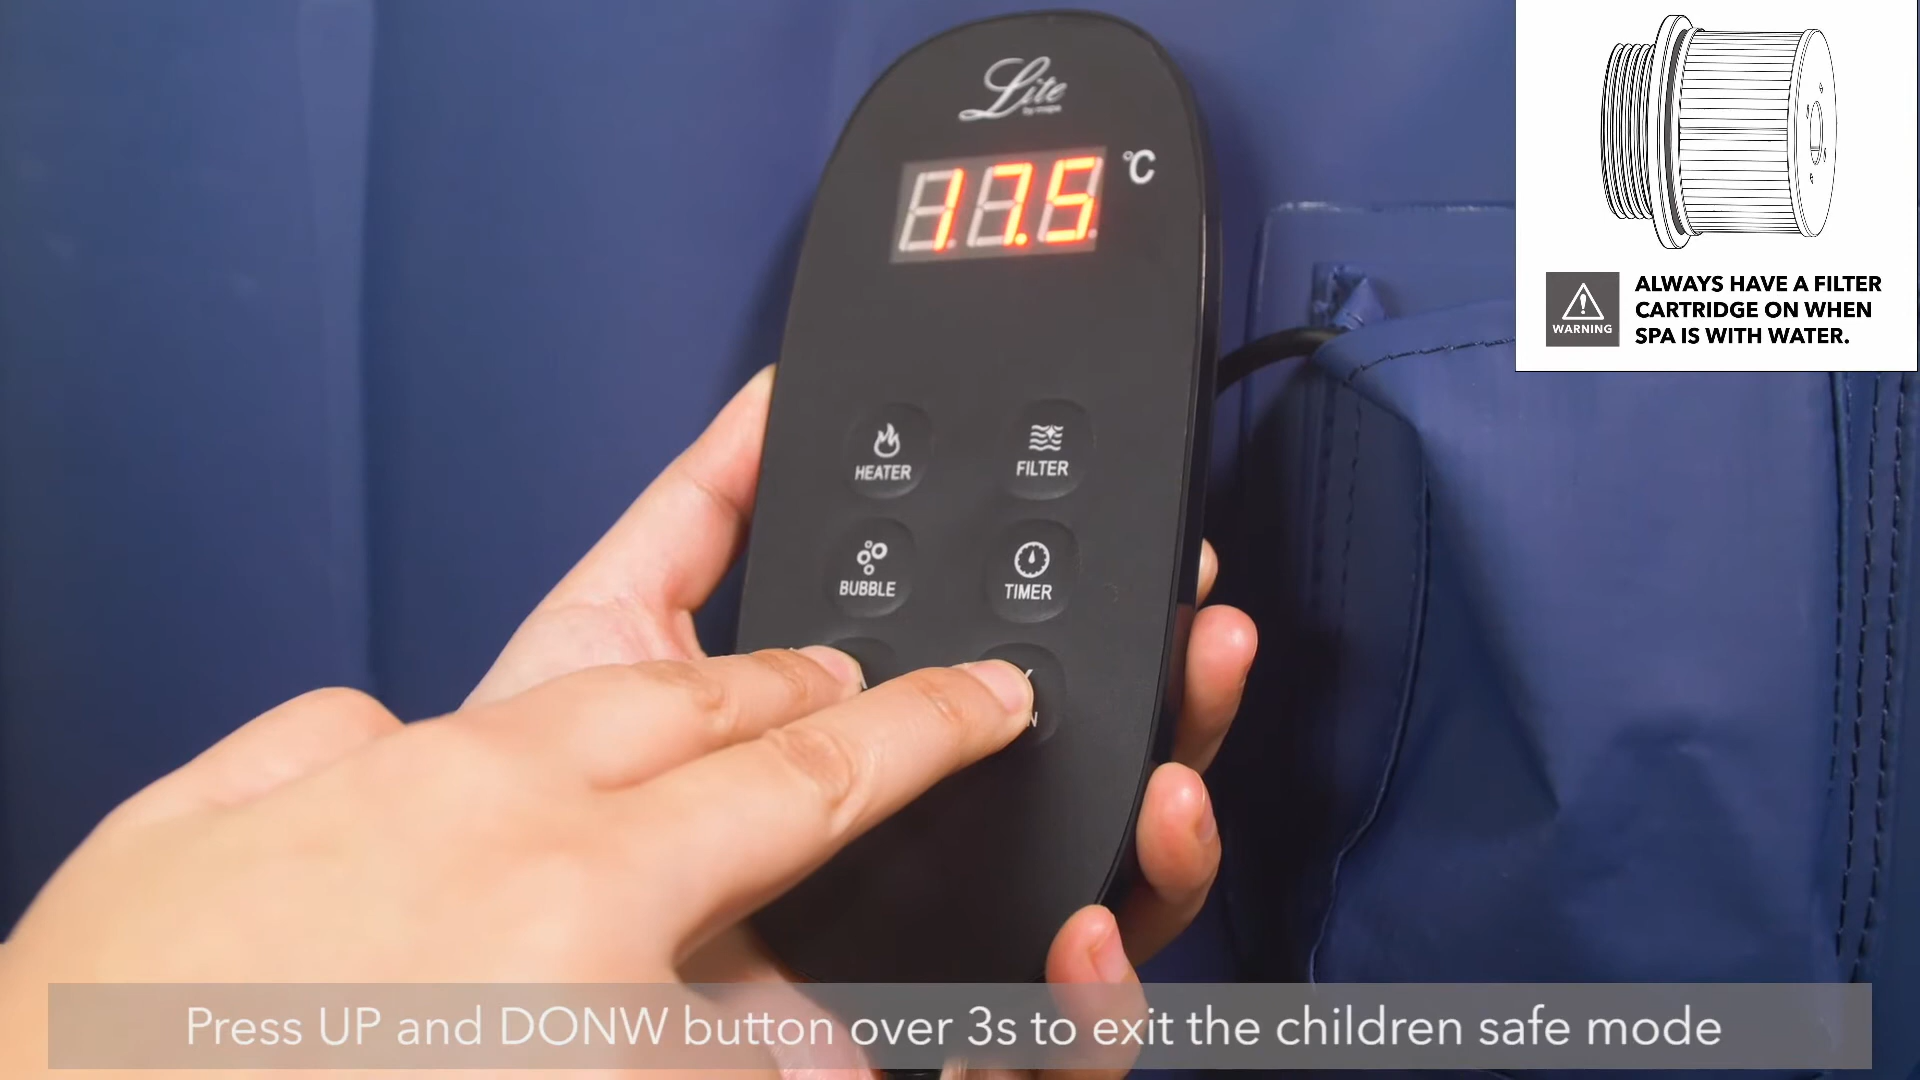 Lite
17.5 °C
HEATER
FILTER
BUBBLE
TIMER
N
ALWAYS HAVE A FILTER
CARTRIDGE ON WHEN
SPA IS WITH WATER.
WARNING
Press UP and DONW button over 3s to exit the children safe mode